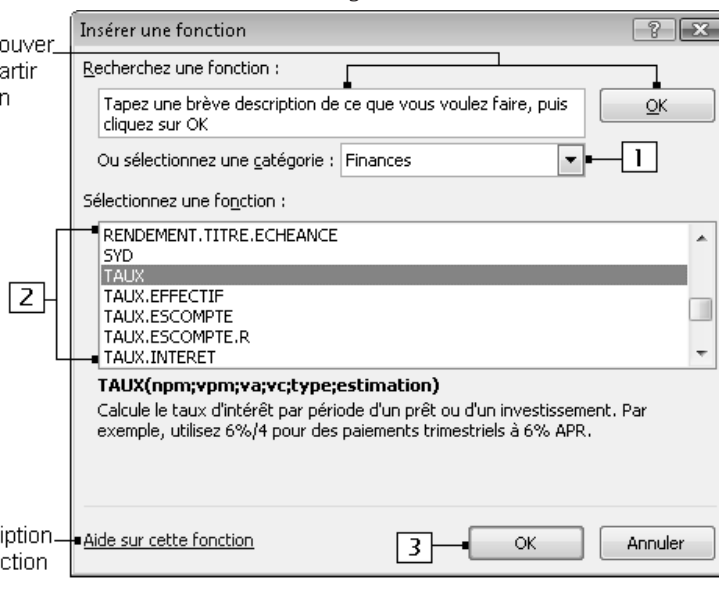 Insérer une fonction
Recherchez une fonction :
Tapez une brève description de ce que vous voulez faire, puis
cliquez sur OK
OK
Ou sélectionnez une catégorie : Finances
1
Sélectionnez une fonction :
RENDEMENT.TITRE.ECHEANCE
SYD
TAUX
TAUX.EFFECTIF
TAUX.ESCOMPTE
TAUX.ESCOMPTE.R
TAUX.INTERET
2
TAUX(npm;vpm;va;vc;type;estimation)
Calcule le taux d'intérêt par période d'un prêt ou d'un investissement. Par
exemple, utilisez 6%/4 pour des paiements trimestriels à 6% APR.
Aide sur cette fonction
3
OK
Annuler